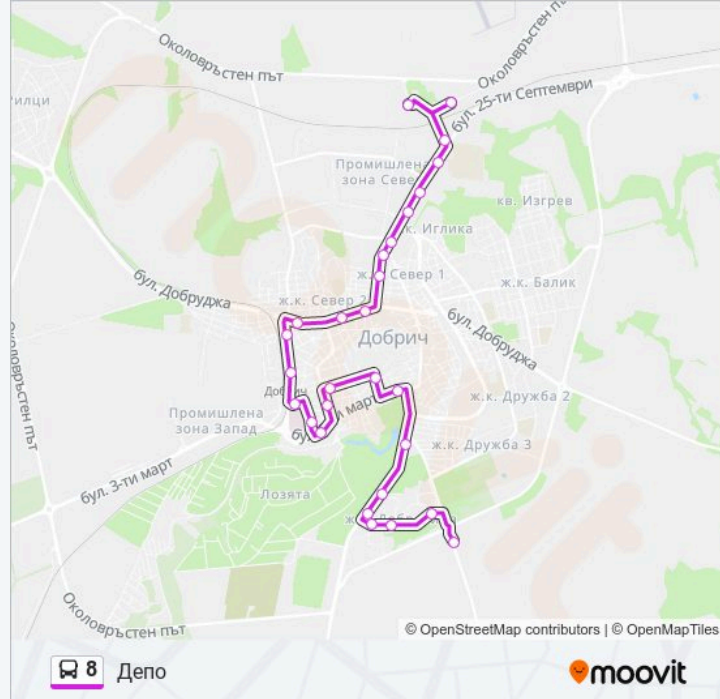 Околовръстен път
Околовръстен
бул. 25-ти Септември
Промишлена
зона Север
кв. Изгрев
Иглика
ж.к. Север 1
ж.к. Балик
бул. Добруджа
ж.к. Север 2
Добрич
бул. Добруджа
Околовръстен път
Добрич
ж.к. Дружба 2
март
Промишлена
зона Запад
ж.к. Дружба 3
бул. 3-ти март
Лозята
Околовръстен път
© OpenStreetMap contributors | © OpenMapTiles
8 Депо
moovit